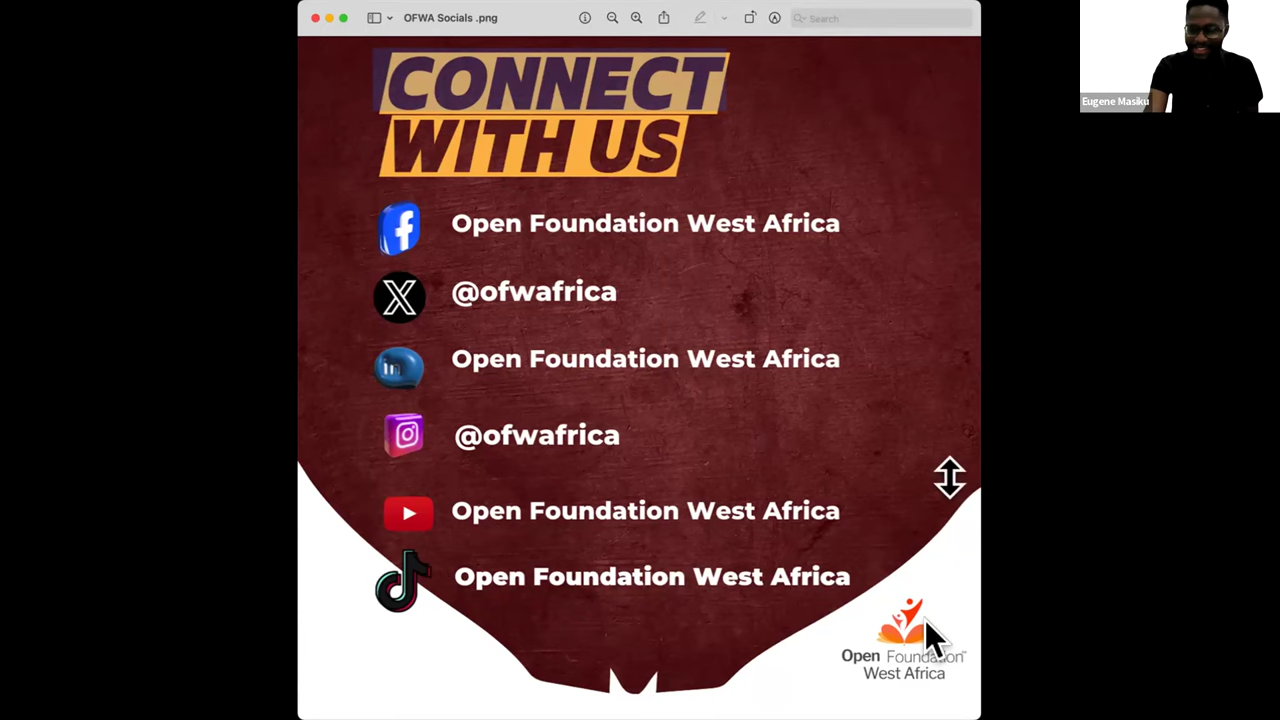 OFWA Socials .png
Search
CONNECT
WITH US
Open Foundation West Africa
@ofwafrica
Open Foundation West Africa
@ofwafrica
Open Foundation West Africa
Open Foundation West Africa
Open Foundation
West Africa
Eugene Masiku